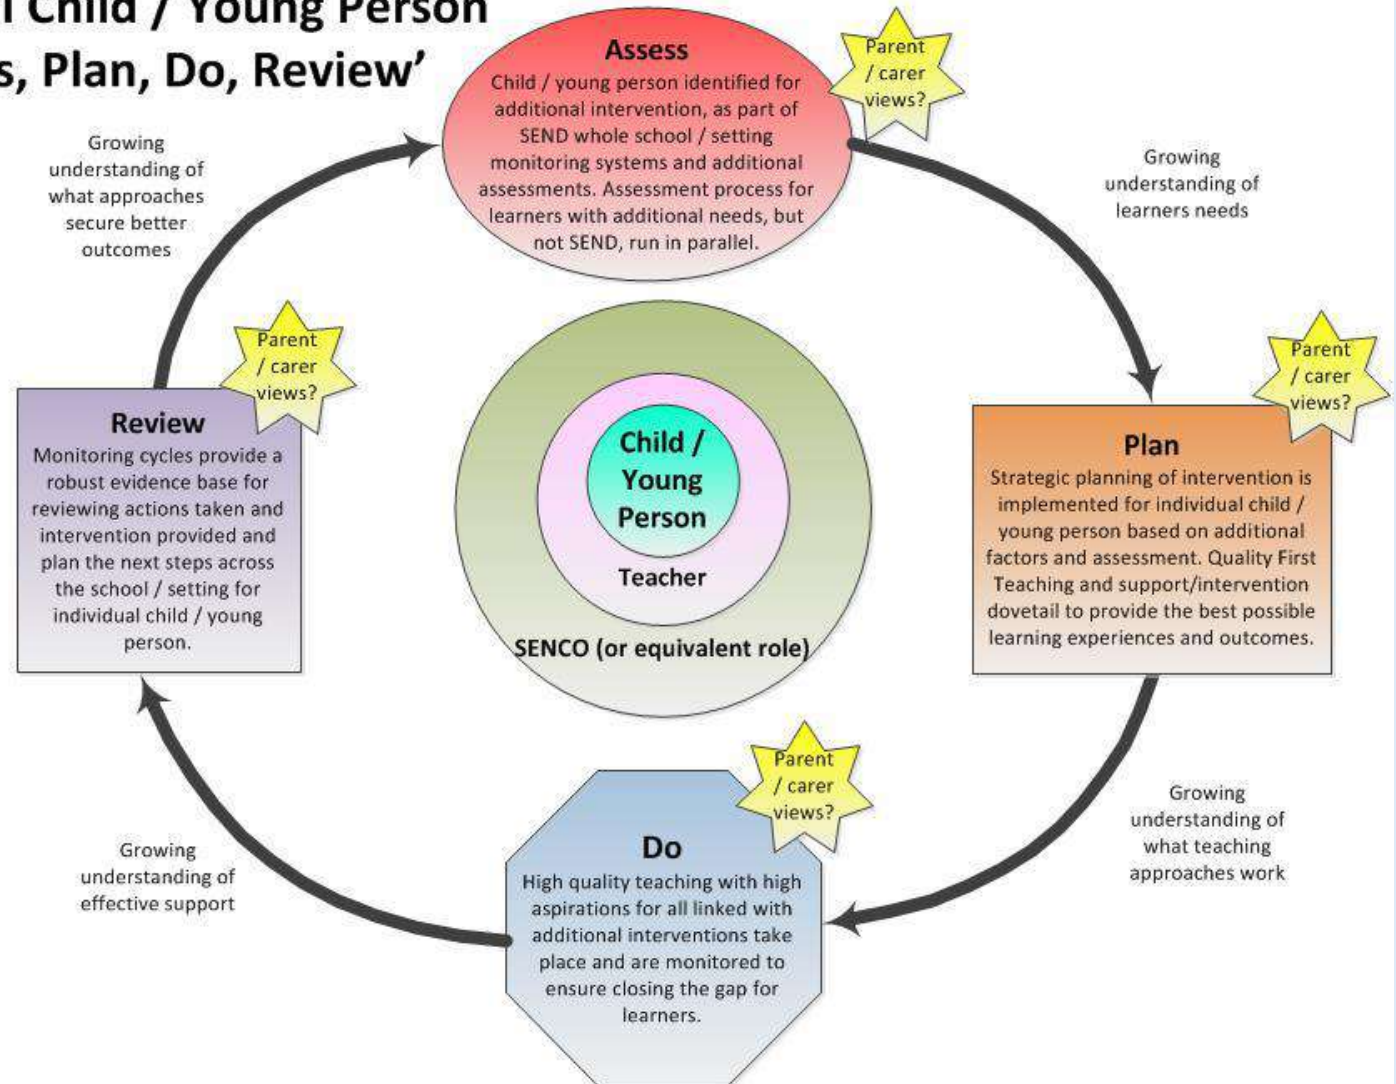 l Child / Young Person
s, Plan, Do, Review’
Assess
Child / young person identified for
additional intervention, as part of
SEND whole school / setting
monitoring systems and additional
assessments. Assessment process for
learners with additional needs, but
not SEND, run in parallel.
Parent
/ carer
views?
Growing
understanding of
learners needs
Parent
/ carer
views?
Plan
Strategic planning of intervention is
implemented for individual child /
young person based on additional
factors and assessment. Quality First
Teaching and support/intervention
dovetail to provide the best possible
learning experiences and outcomes.
Growing
understanding of
what teaching
approaches work
Parent
/ carer
views?
Do
High quality teaching with high
aspirations for all linked with
additional interventions take
place and are monitored to
ensure closing the gap for
learners.
Growing
understanding of
effective support
Parent
/ carer
views?
Review
Monitoring cycles provide a
robust evidence base for
reviewing actions taken and
intervention provided and
plan the next steps across
the school / setting for
individual child / young
person.
Growing
understanding of
what approaches
secure better
outcomes
Child /
Young
Person
Teacher
SENCO (or equivalent role)